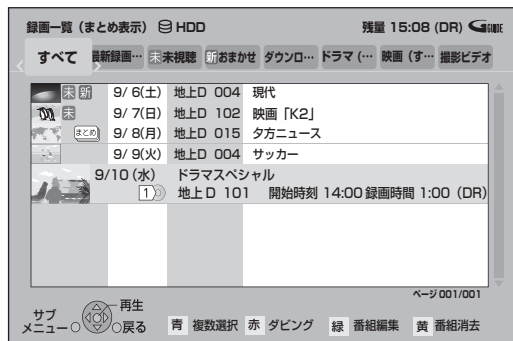 録画一覧（まとめ表示） HDD 残量 15:08 (DR) G-GUIDE
すべて 最新録画… 未 未視聴 新 おまかせ ダウンロ… ドラマ（… 映画（す… 撮影ビデオ
未 新 9/ 6(土) 地上D 004 現代
未 9/ 7(日) 地上D 102 映画「K2」
まとめ 9/ 8(月) 地上D 015 夕方ニュース
9/ 9(火) 地上D 004 サッカー
9/10 (水) ドラマスペシャル
1 地上D 101 開始時刻 14:00 録画時間 1:00（DR）
ページ 001/001
サブメニュー 再生
戻る 青 複数選択 赤 ダビング 緑 番組編集 黄 番組消去